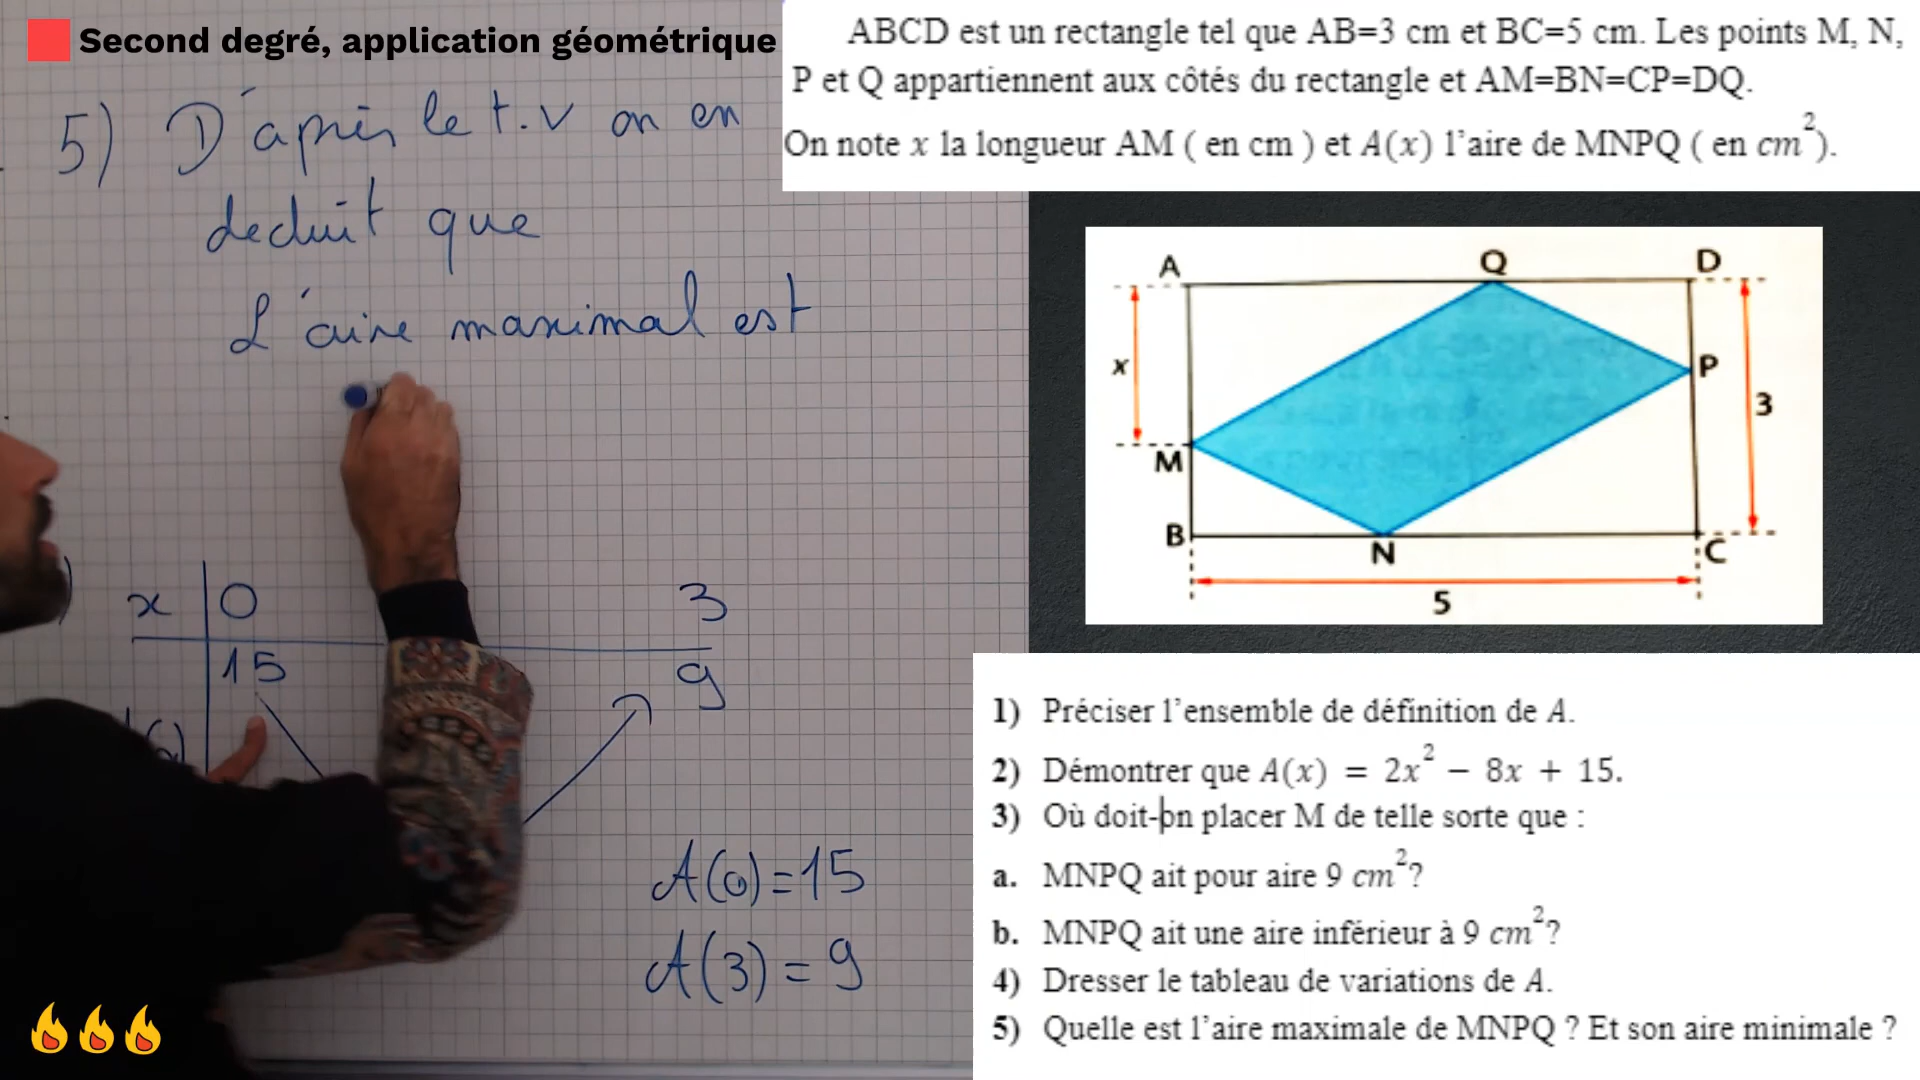 Second degré, application géométrique
ABCD est un rectangle tel que AB=3 cm et BC=5 cm. Les points M, N,
P et Q appartiennent aux côtés du rectangle et AM=BN=CP=DQ.
On note x la longueur AM ( en cm ) et A(x) l'aire de MNPQ ( en cm²).
5) D'après le t.v on en
deduit que
L'aire maximal est
x 0 3
15 9
A(0)=15
A(3)=9
A Q D
x P
3
M
B N C
5
1) Préciser l'ensemble de définition de A.
2) Démontrer que A(x) = 2x² − 8x + 15.
3) Où doit-on placer M de telle sorte que :
a. MNPQ ait pour aire 9 cm²?
b. MNPQ ait une aire inférieur à 9 cm²?
4) Dresser le tableau de variations de A.
5) Quelle est l'aire maximale de MNPQ ? Et son aire minimale ?